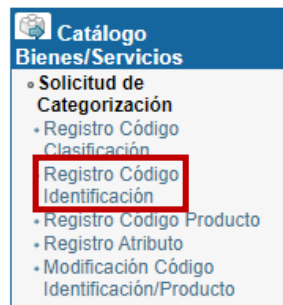 Catálogo
Bienes/Servicios
Solicitud de
Categorización
Registro Código
Clasificación
Registro Código
Identificación
Registro Código Producto
Registro Atributo
Modificación Código
Identificación/Producto